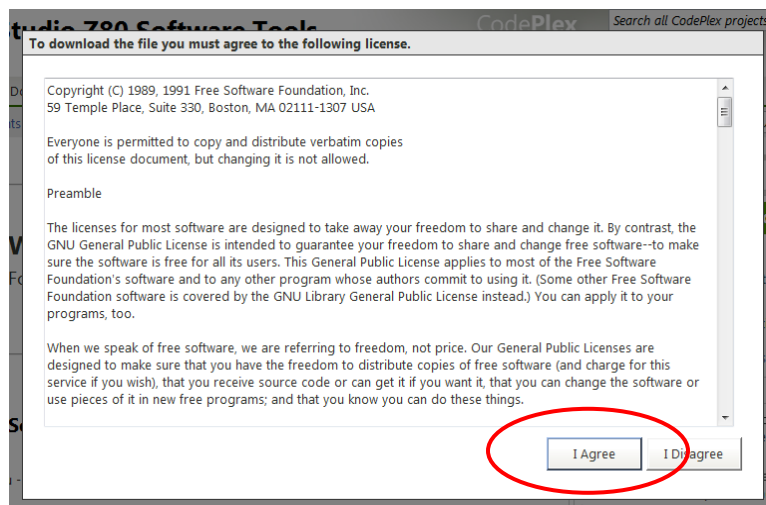 tudio Z80 Software Tools
CodePlex
Search all CodePlex projects
To download the file you must agree to the following license.
Copyright (C) 1989, 1991 Free Software Foundation, Inc.
59 Temple Place, Suite 330, Boston, MA 02111-1307 USA
Everyone is permitted to copy and distribute verbatim copies
of this license document, but changing it is not allowed.
Preamble
The licenses for most software are designed to take away your freedom to share and change it. By contrast, the
GNU General Public License is intended to guarantee your freedom to share and change free software--to make
sure the software is free for all its users. This General Public License applies to most of the Free Software
Foundation's software and to any other program whose authors commit to using it. (Some other Free Software
Foundation software is covered by the GNU Library General Public License instead.) You can apply it to your
programs, too.
When we speak of free software, we are referring to freedom, not price. Our General Public Licenses are
designed to make sure that you have the freedom to distribute copies of free software (and charge for this
service if you wish), that you receive source code or can get it if you want it, that you can change the software or
use pieces of it in new free programs; and that you know you can do these things.
I Agree
I Disagree